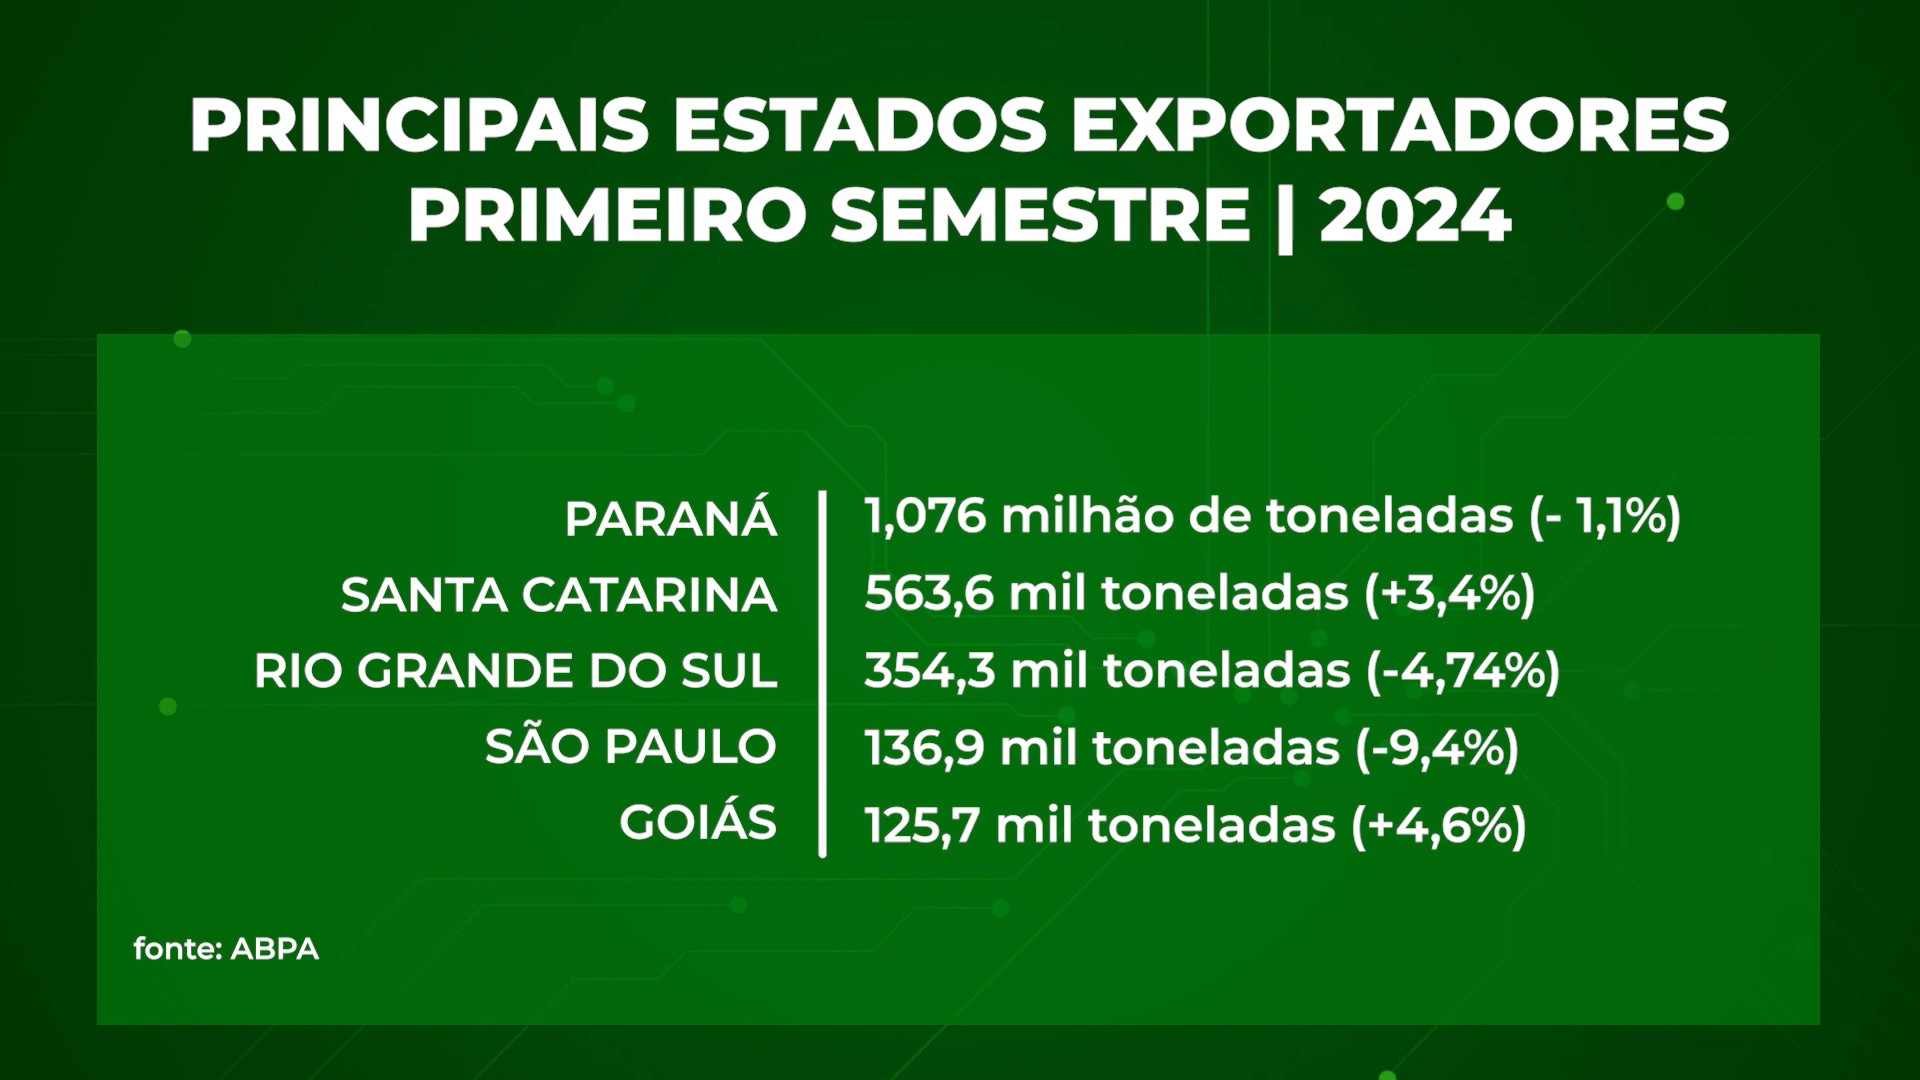 PRINCIPAIS ESTADOS EXPORTADORES
PRIMEIRO SEMESTRE | 2024
PARANÁ 1,076 milhão de toneladas (- 1,1%)
SANTA CATARINA 563,6 mil toneladas (+3,4%)
RIO GRANDE DO SUL 354,3 mil toneladas (-4,74%)
SÃO PAULO 136,9 mil toneladas (-9,4%)
GOIÁS 125,7 mil toneladas (+4,6%)
fonte: ABPA